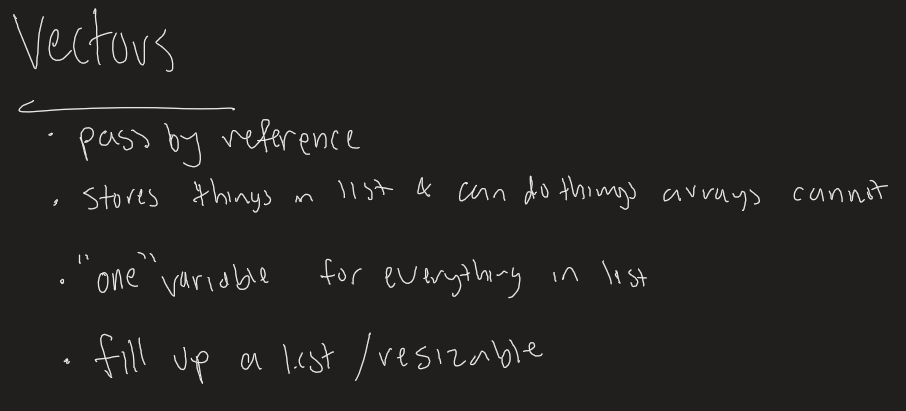 Vectors
• pass by reference
• stores things in list & can do things arrays cannot
• "one" variable for everything in list
• fill up a list / resizable